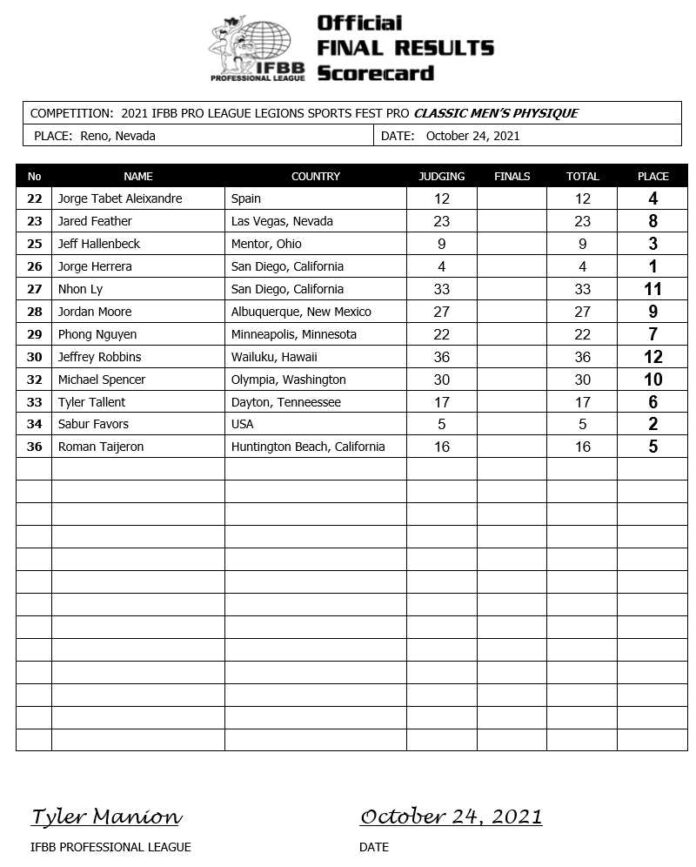 Official
FINAL RESULTS
Scorecard
IFBB
PROFESSIONAL LEAGUE
COMPETITION: 2021 IFBB PRO LEAGUE LEGIONS SPORTS FEST PRO CLASSIC MEN'S PHYSIQUE
PLACE: Reno, Nevada DATE: October 24, 2021
No NAME COUNTRY JUDGING FINALS TOTAL PLACE
22 Jorge Tabet Aleixandre Spain 12 12 4
23 Jared Feather Las Vegas, Nevada 23 23 8
25 Jeff Hallenbeck Mentor, Ohio 9 9 3
26 Jorge Herrera San Diego, California 4 4 1
27 Nhon Ly San Diego, California 33 33 11
28 Jordan Moore Albuquerque, New Mexico 27 27 9
29 Phong Nguyen Minneapolis, Minnesota 22 22 7
30 Jeffrey Robbins Wailuku, Hawaii 36 36 12
32 Michael Spencer Olympia, Washington 30 30 10
33 Tyler Tallent Dayton, Tenneessee 17 17 6
34 Sabur Favors USA 5 5 2
36 Roman Taijeron Huntington Beach, California 16 16 5
Tyler Manion October 24, 2021
IFBB PROFESSIONAL LEAGUE DATE